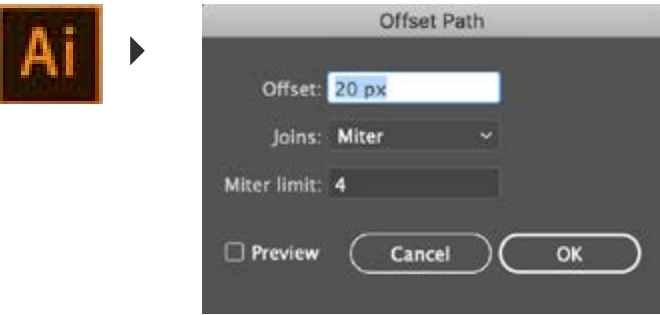 Ai
Offset Path
Offset: 20 px
Joins: Miter
Miter limit: 4
Preview Cancel OK